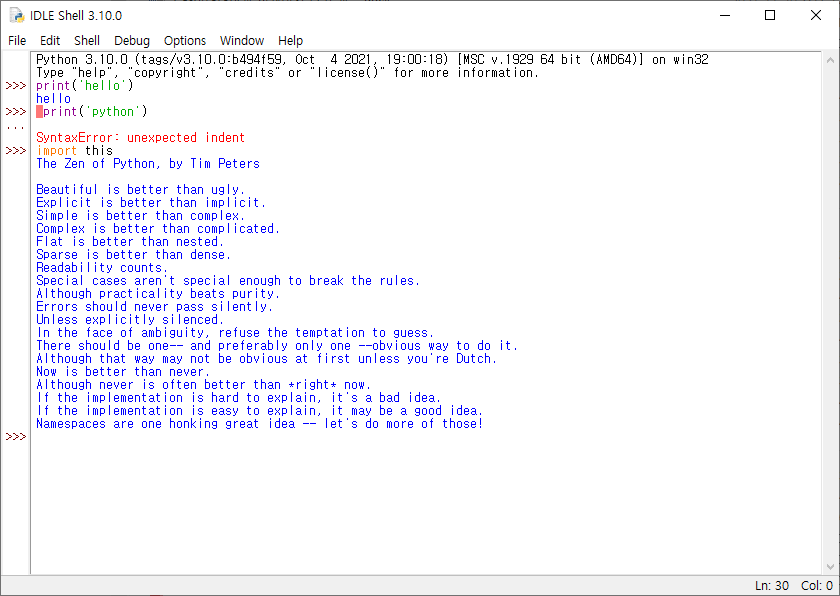 IDLE Shell 3.10.0
File Edit Shell Debug Options Window Help
Python 3.10.0 (tags/v3.10.0:b494f59, Oct  4 2021, 19:00:18) [MSC v.1929 64 bit (AMD64)] on win32
Type "help", "copyright", "credits" or "license()" for more information.
>>> print('hello')
hello
>>>  print('python')
...
SyntaxError: unexpected indent
>>> import this
The Zen of Python, by Tim Peters
Beautiful is better than ugly.
Explicit is better than implicit.
Simple is better than complex.
Complex is better than complicated.
Flat is better than nested.
Sparse is better than dense.
Readability counts.
Special cases aren't special enough to break the rules.
Although practicality beats purity.
Errors should never pass silently.
Unless explicitly silenced.
In the face of ambiguity, refuse the temptation to guess.
There should be one-- and preferably only one --obvious way to do it.
Although that way may not be obvious at first unless you're Dutch.
Now is better than never.
Although never is often better than *right* now.
If the implementation is hard to explain, it's a bad idea.
If the implementation is easy to explain, it may be a good idea.
Namespaces are one honking great idea -- let's do more of those!
>>>
Ln: 30 Col: 0